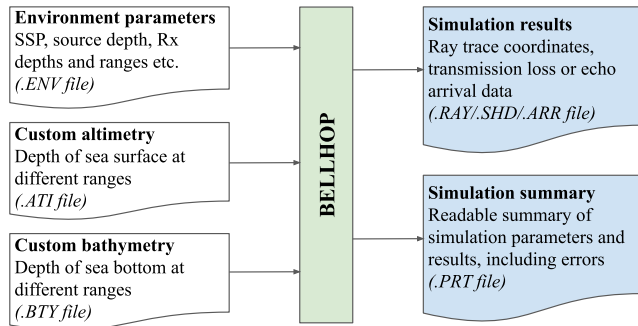 Environment parameters
SSP, source depth, Rx
depths and ranges etc.
(.ENV file)
Custom altimetry
Depth of sea surface at
different ranges
(.ATI file)
Custom bathymetry
Depth of sea bottom at
different ranges
(.BTY file)
BELLHOP
Simulation results
Ray trace coordinates,
transmission loss or echo
arrival data
(.RAY/.SHD/.ARR file)
Simulation summary
Readable summary of
simulation parameters and
results, including errors
(.PRT file)